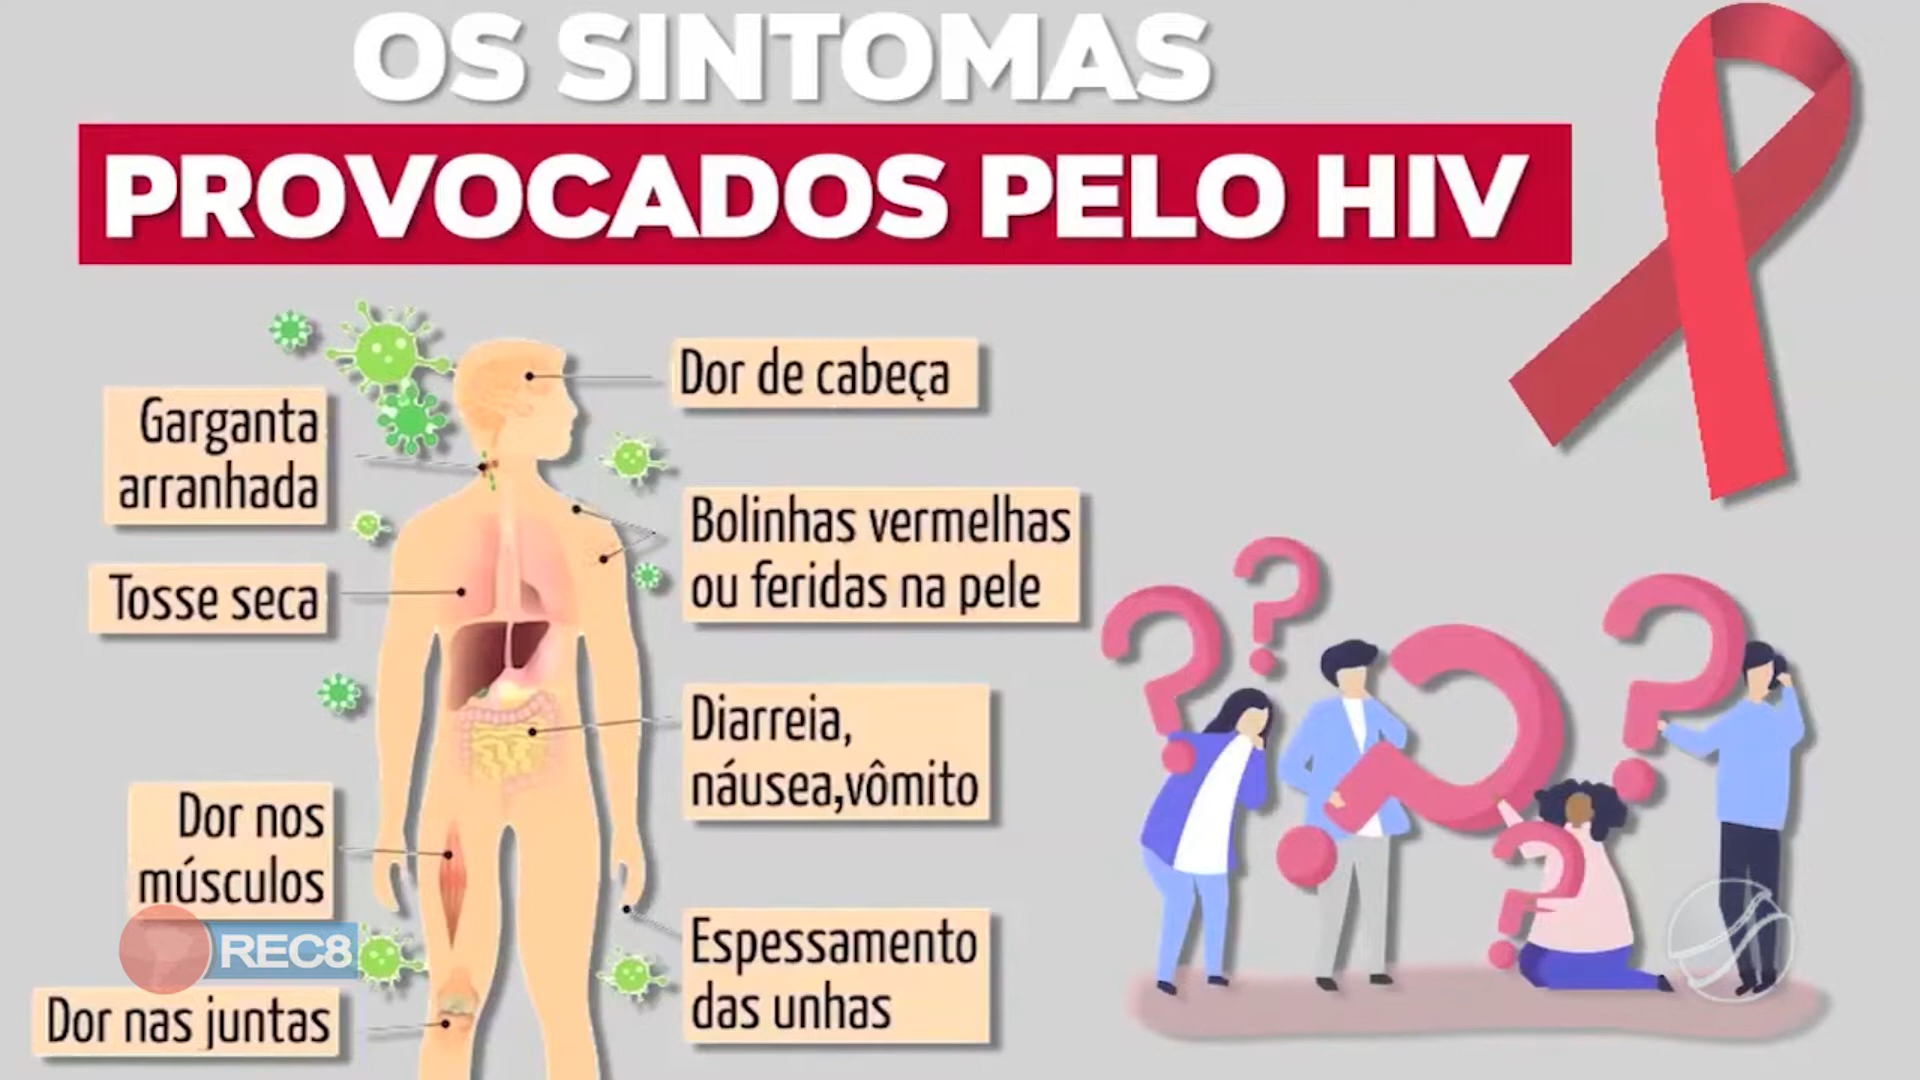 OS SINTOMAS
PROVOCADOS PELO HIV
Dor de cabeça
Garganta
arranhada
Bolinhas vermelhas
ou feridas na pele
Tosse seca
Diarreia,
náusea,vômito
Dor nos
músculos
Espessamento
das unhas
REC8
Dor nas juntas